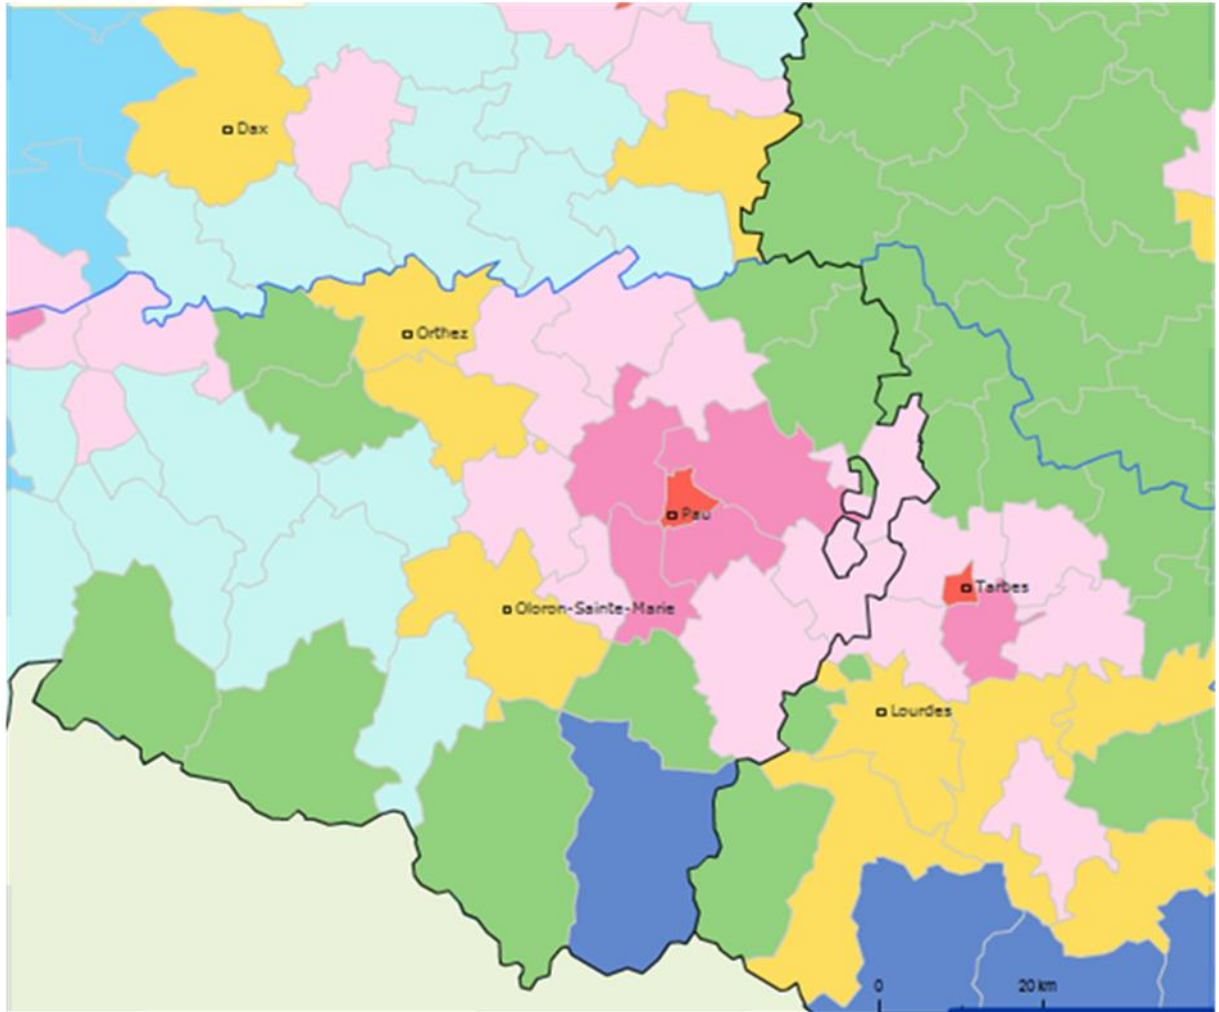 Dax
Orthez
Pau
Tarbes
Oloron-Sainte-Marie
Lourdes
0
20 km